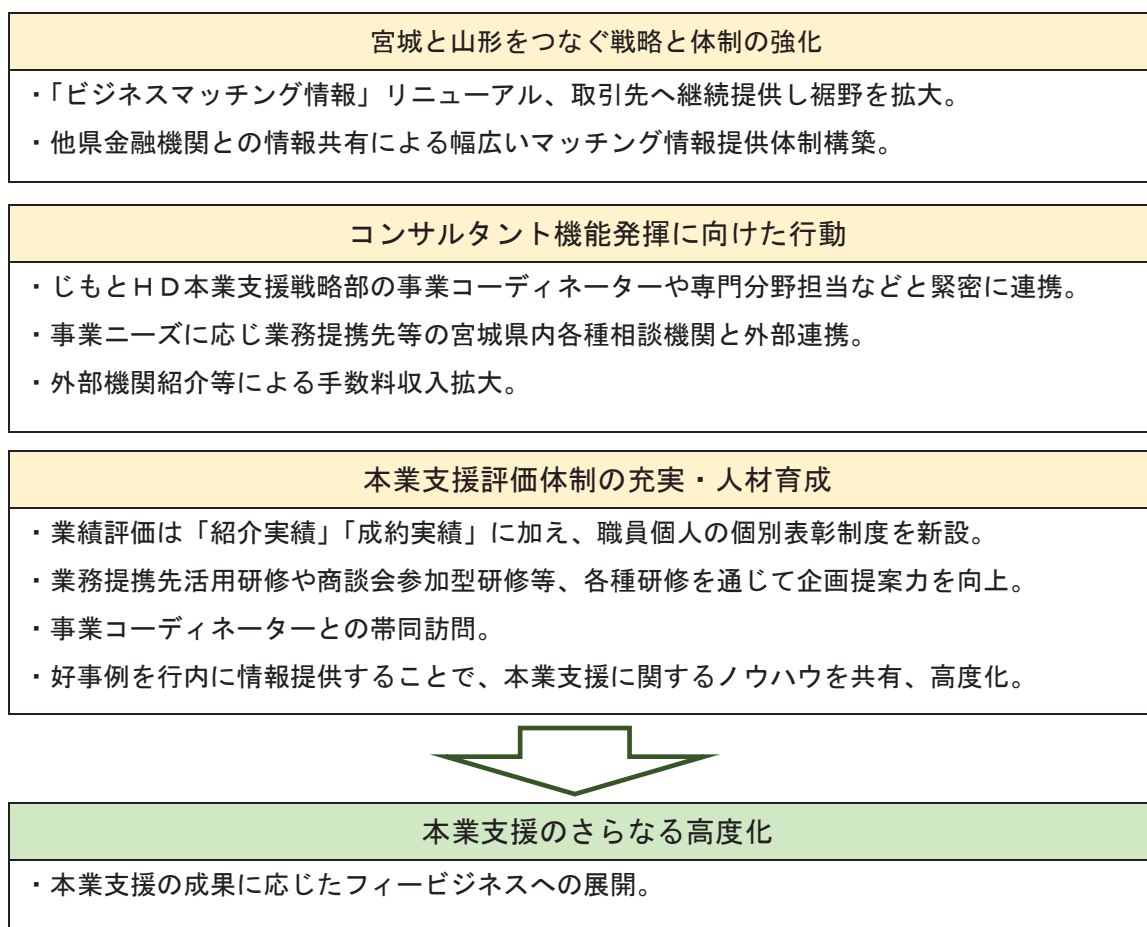 宮城と山形をつなぐ戦略と体制の強化
・「ビジネスマッチング情報」リニューアル、取引先へ継続提供し裾野を拡大。
・他県金融機関との情報共有による幅広いマッチング情報提供体制構築。
コンサルタント機能発揮に向けた行動
・じもとＨＤ本業支援戦略部の事業コーディネーターや専門分野担当などと緊密に連携。
・事業ニーズに応じ業務提携先等の宮城県内各種相談機関と外部連携。
・外部機関紹介等による手数料収入拡大。
本業支援評価体制の充実・人材育成
・業績評価は「紹介実績」「成約実績」に加え、職員個人の個別表彰制度を新設。
・業務提携先活用研修や商談会参加型研修等、各種研修を通じて企画提案力を向上。
・事業コーディネーターとの帯同訪問。
・好事例を行内に情報提供することで、本業支援に関するノウハウを共有、高度化。
本業支援のさらなる高度化
・本業支援の成果に応じたフィービジネスへの展開。